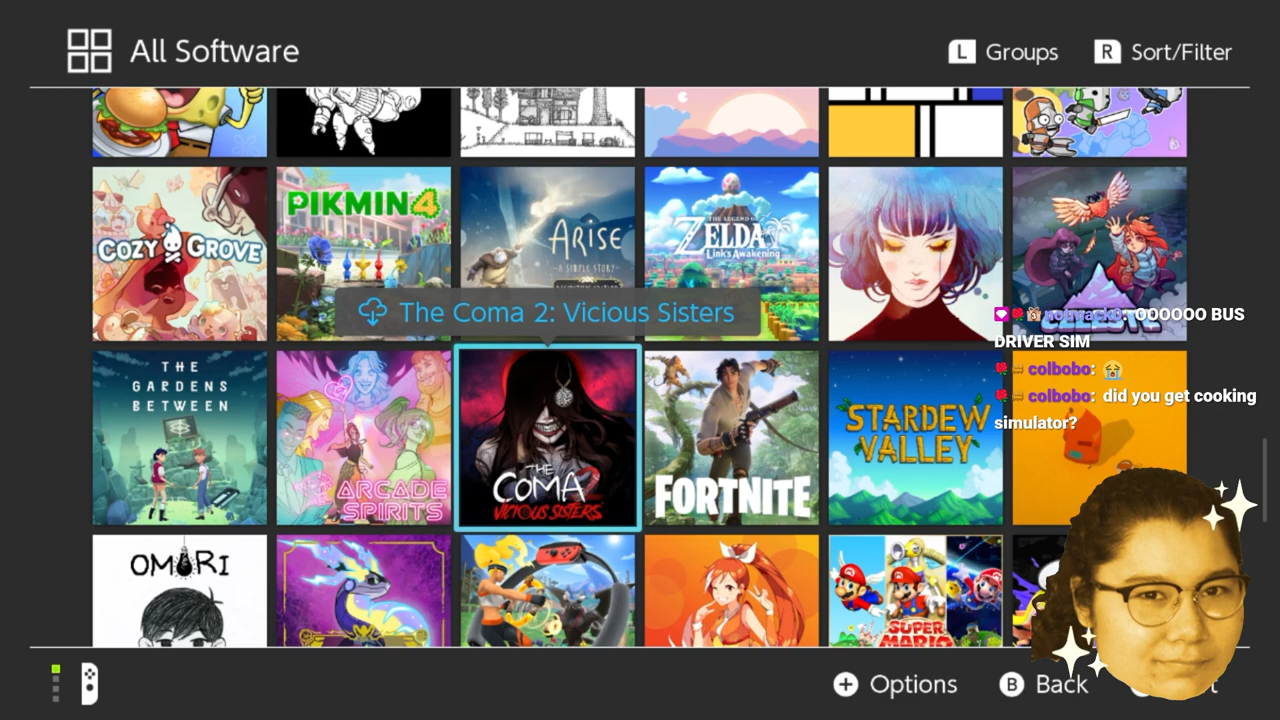 All Software
L Groups
R Sort/Filter
COZY GROVE
PIKMIN 4
ARISE
A SIMPLE STORY
THE LEGEND OF
ZELDA
Link's Awakening
CELESTE
The Coma 2: Vicious Sisters
OOOOOO BUS
DRIVER SIM
colbobo: 😭
colbobo: did you get cooking
simulator?
THE
GARDENS
BETWEEN
ARCADE
SPIRITS
THE
COMA 2
VICIOUS SISTERS
FORTNITE
STARDEW
VALLEY
OMORI
SUPER
MARIO
+ Options
B Back